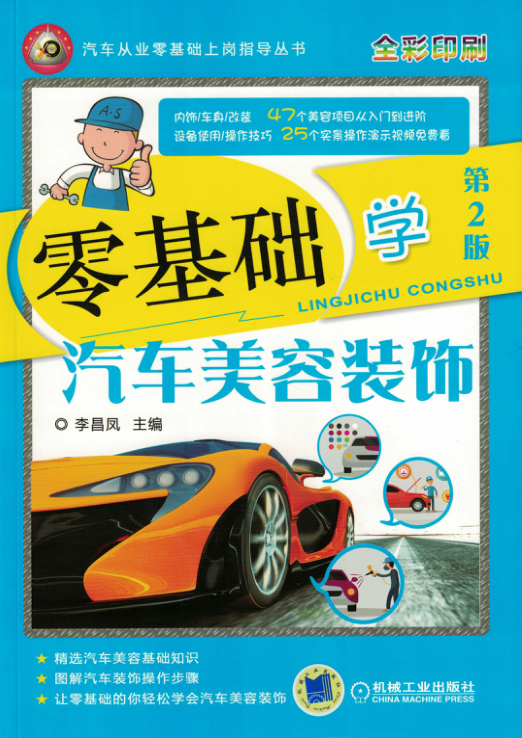 汽车从业零基础上岗指导丛书
全彩印刷
A·S
内饰/车身/改装 47个美容项目从入门到进阶
设备使用/操作技巧 25个实景操作演示视频免费看
零基础
学
第2版
LINGJICHU CONGSHU
汽车美容装饰
李昌凤 主编
★ 精选汽车美容基础知识
★ 图解汽车装饰操作步骤
★ 让零基础的你轻松学会汽车美容装饰
机械工业出版社
CHINA MACHINE PRESS